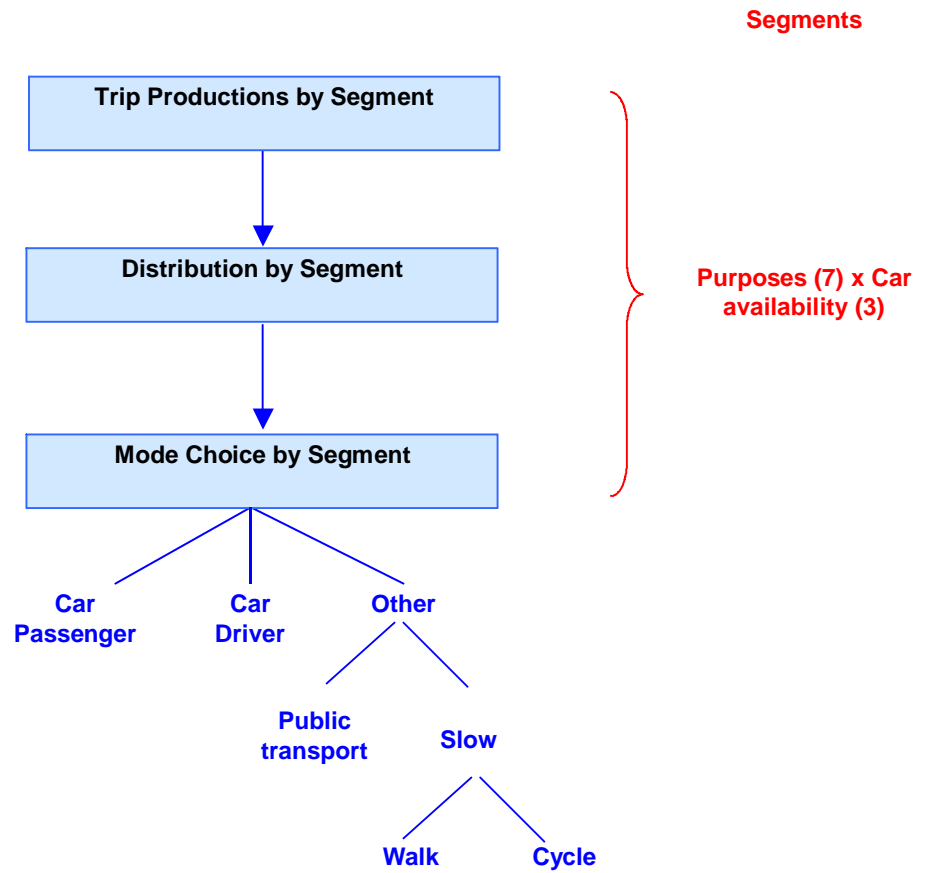 Segments
Trip Productions by Segment
Distribution by Segment
Purposes (7) x Car
availability (3)
Mode Choice by Segment
Car
Passenger
Car
Driver
Other
Public
transport
Slow
Walk
Cycle